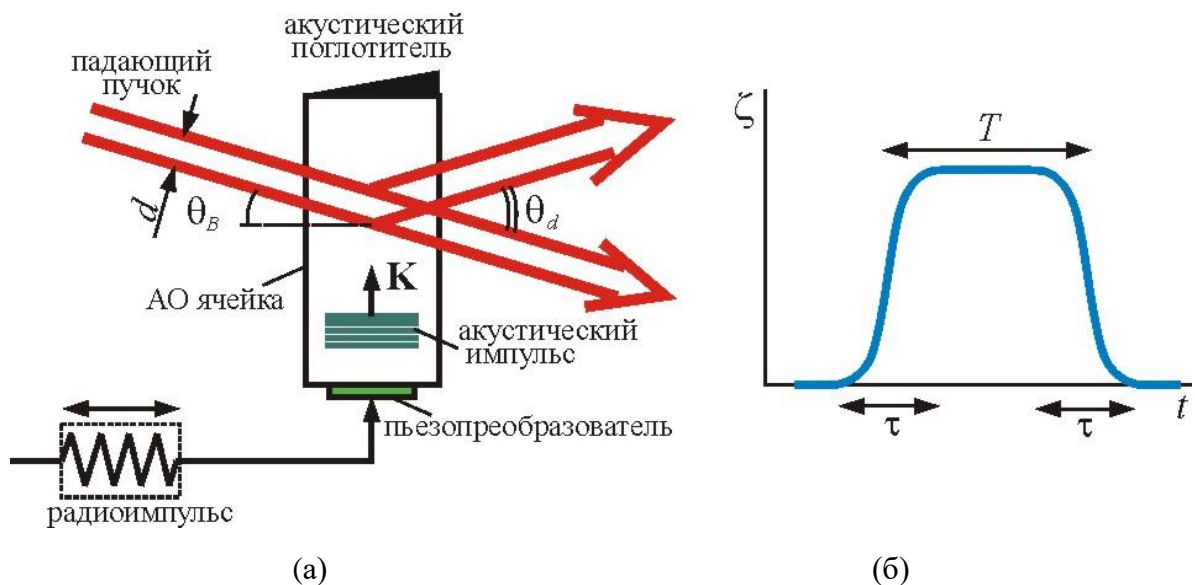 акустический
поглотитель
падающий
пучок
d
θ_B
θ_d
K
АО ячейка
акустический
импульс
пьезопреобразователь
радиоимпульс
(а)
ζ
T
τ
τ
t
(б)